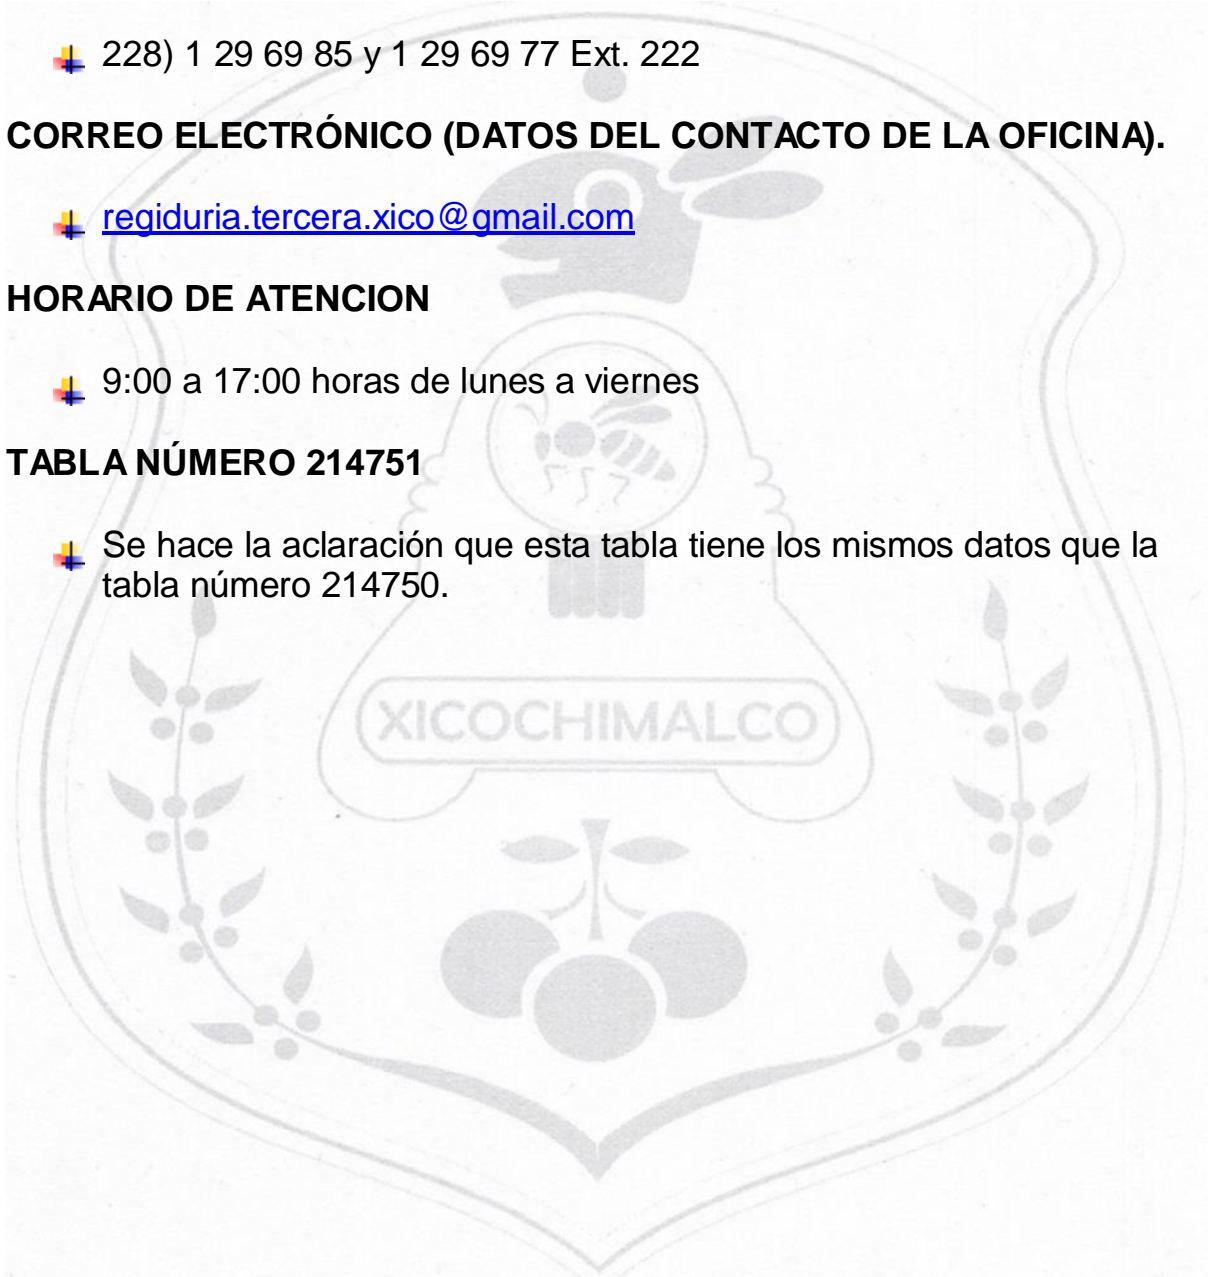 228) 1 29 69 85 y 1 29 69 77 Ext. 222
CORREO ELECTRÓNICO (DATOS DEL CONTACTO DE LA OFICINA).
regiduria.tercera.xico@gmail.com
HORARIO DE ATENCION
9:00 a 17:00 horas de lunes a viernes
TABLA NÚMERO 214751
Se hace la aclaración que esta tabla tiene los mismos datos que la
tabla número 214750.
XICOCHIMALCO